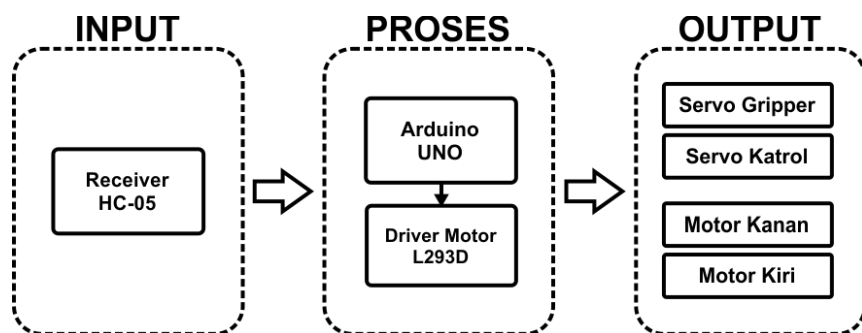 INPUT
Receiver
HC-05
PROSES
Arduino
UNO
Driver Motor
L293D
OUTPUT
Servo Gripper
Servo Katrol
Motor Kanan
Motor Kiri